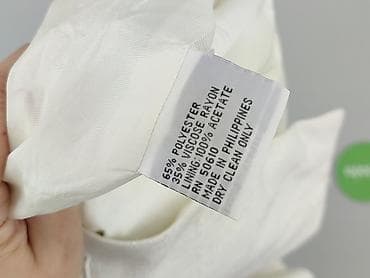 65% POLYESTER
35% VISCOSE RAYON
LINING:100% ACETATE
RN 50610
MADE IN PHILIPPINES
DRY CLEAN ONLY